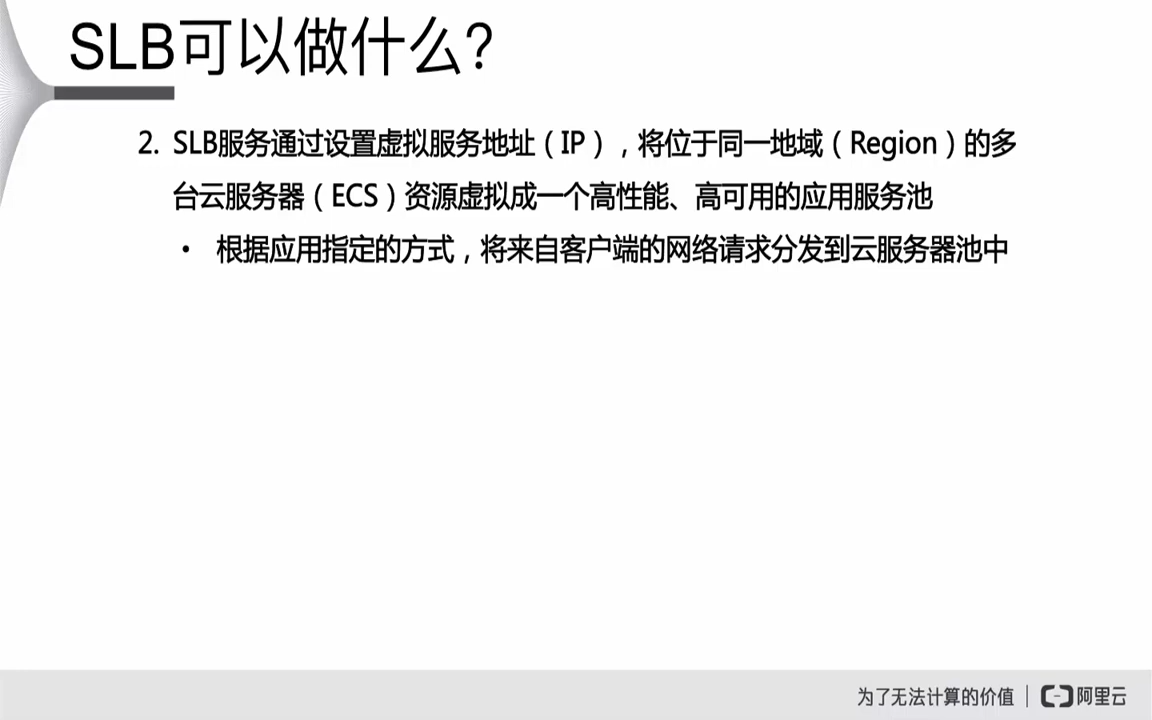 SLB可以做什么?
2. SLB服务通过设置虚拟服务地址（IP），将位于同一地域（Region）的多
台云服务器（ECS）资源虚拟成一个高性能、高可用的应用服务池
• 根据应用指定的方式，将来自客户端的网络请求分发到云服务器池中
为了无法计算的价值 | 阿里云